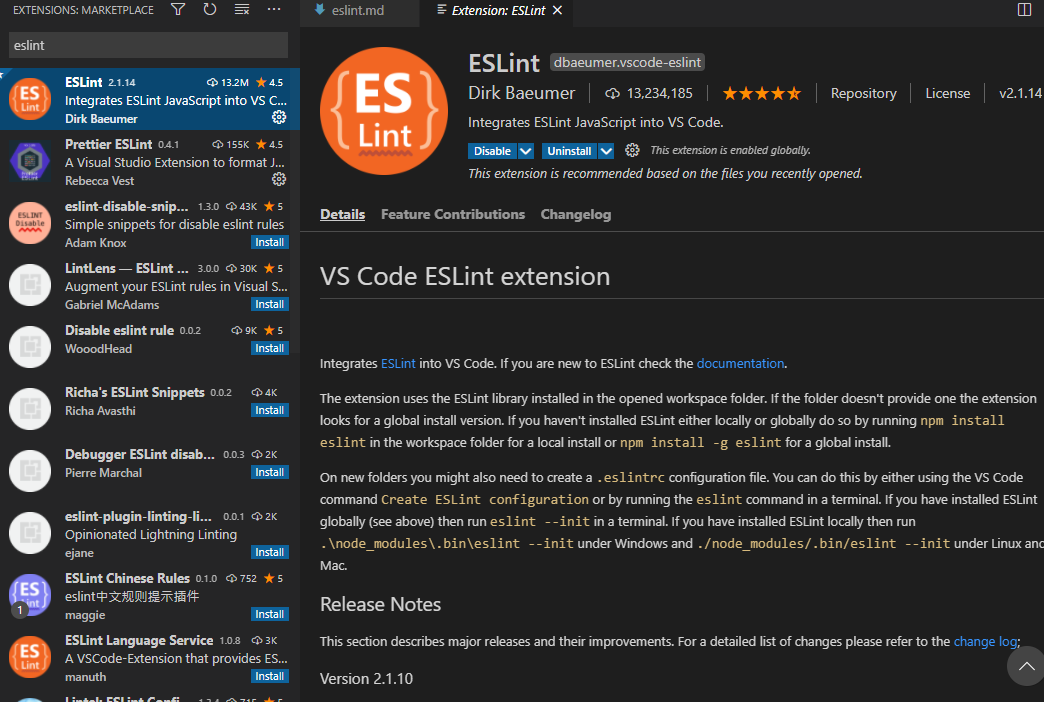 EXTENSIONS: MARKETPLACE
eslint
ESLint 2.1.14 13.2M 4.5
Integrates ESLint JavaScript into VS C...
Dirk Baeumer
Prettier ESLint 0.4.1 155K 4.5
A Visual Studio Extension to format J...
Rebecca Vest
eslint-disable-snip... 1.3.0 43K 5
Simple snippets for disable eslint rules
Adam Knox
Install
LintLens — ESLint ... 3.0.0 30K 5
Augment your ESLint rules in Visual S...
Gabriel McAdams
Install
Disable eslint rule 0.0.2 9K 5
WooodHead
Install
Richa's ESLint Snippets 0.0.2 4K
Richa Avasthi
Install
Debugger ESLint disab... 0.0.3 2K
Pierre Marchal
Install
eslint-plugin-linting-li... 0.0.1 2K
Opinionated Lightning Linting
ejane
Install
ESLint Chinese Rules 0.1.0 752 5
eslint中文规则提示插件
maggie
Install
1
ESLint Language Service 1.0.8 3K
A VSCode-Extension that provides ES...
manuth
Install
eslint.md
Extension: ESLint
ES
Lint
ESLint dbaeumer.vscode-eslint
Dirk Baeumer 13,234,185 Repository License v2.1.14
Integrates ESLint JavaScript into VS Code.
Disable Uninstall This extension is enabled globally.
This extension is recommended based on the files you recently opened.
Details Feature Contributions Changelog
VS Code ESLint extension
Integrates ESLint into VS Code. If you are new to ESLint check the documentation.
The extension uses the ESLint library installed in the opened workspace folder. If the folder doesn't provide one the extension
looks for a global install version. If you haven't installed ESLint either locally or globally do so by running npm install
eslint in the workspace folder for a local install or npm install -g eslint for a global install.
On new folders you might also need to create a .eslintrc configuration file. You can do this by either using the VS Code
command Create ESLint configuration or by running the eslint command in a terminal. If you have installed ESLint
globally (see above) then run eslint --init in a terminal. If you have installed ESLint locally then run
.\node_modules\.bin\eslint --init under Windows and ./node_modules/.bin/eslint --init under Linux and
Mac.
Release Notes
This section describes major releases and their improvements. For a detailed list of changes please refer to the change log;
Version 2.1.10